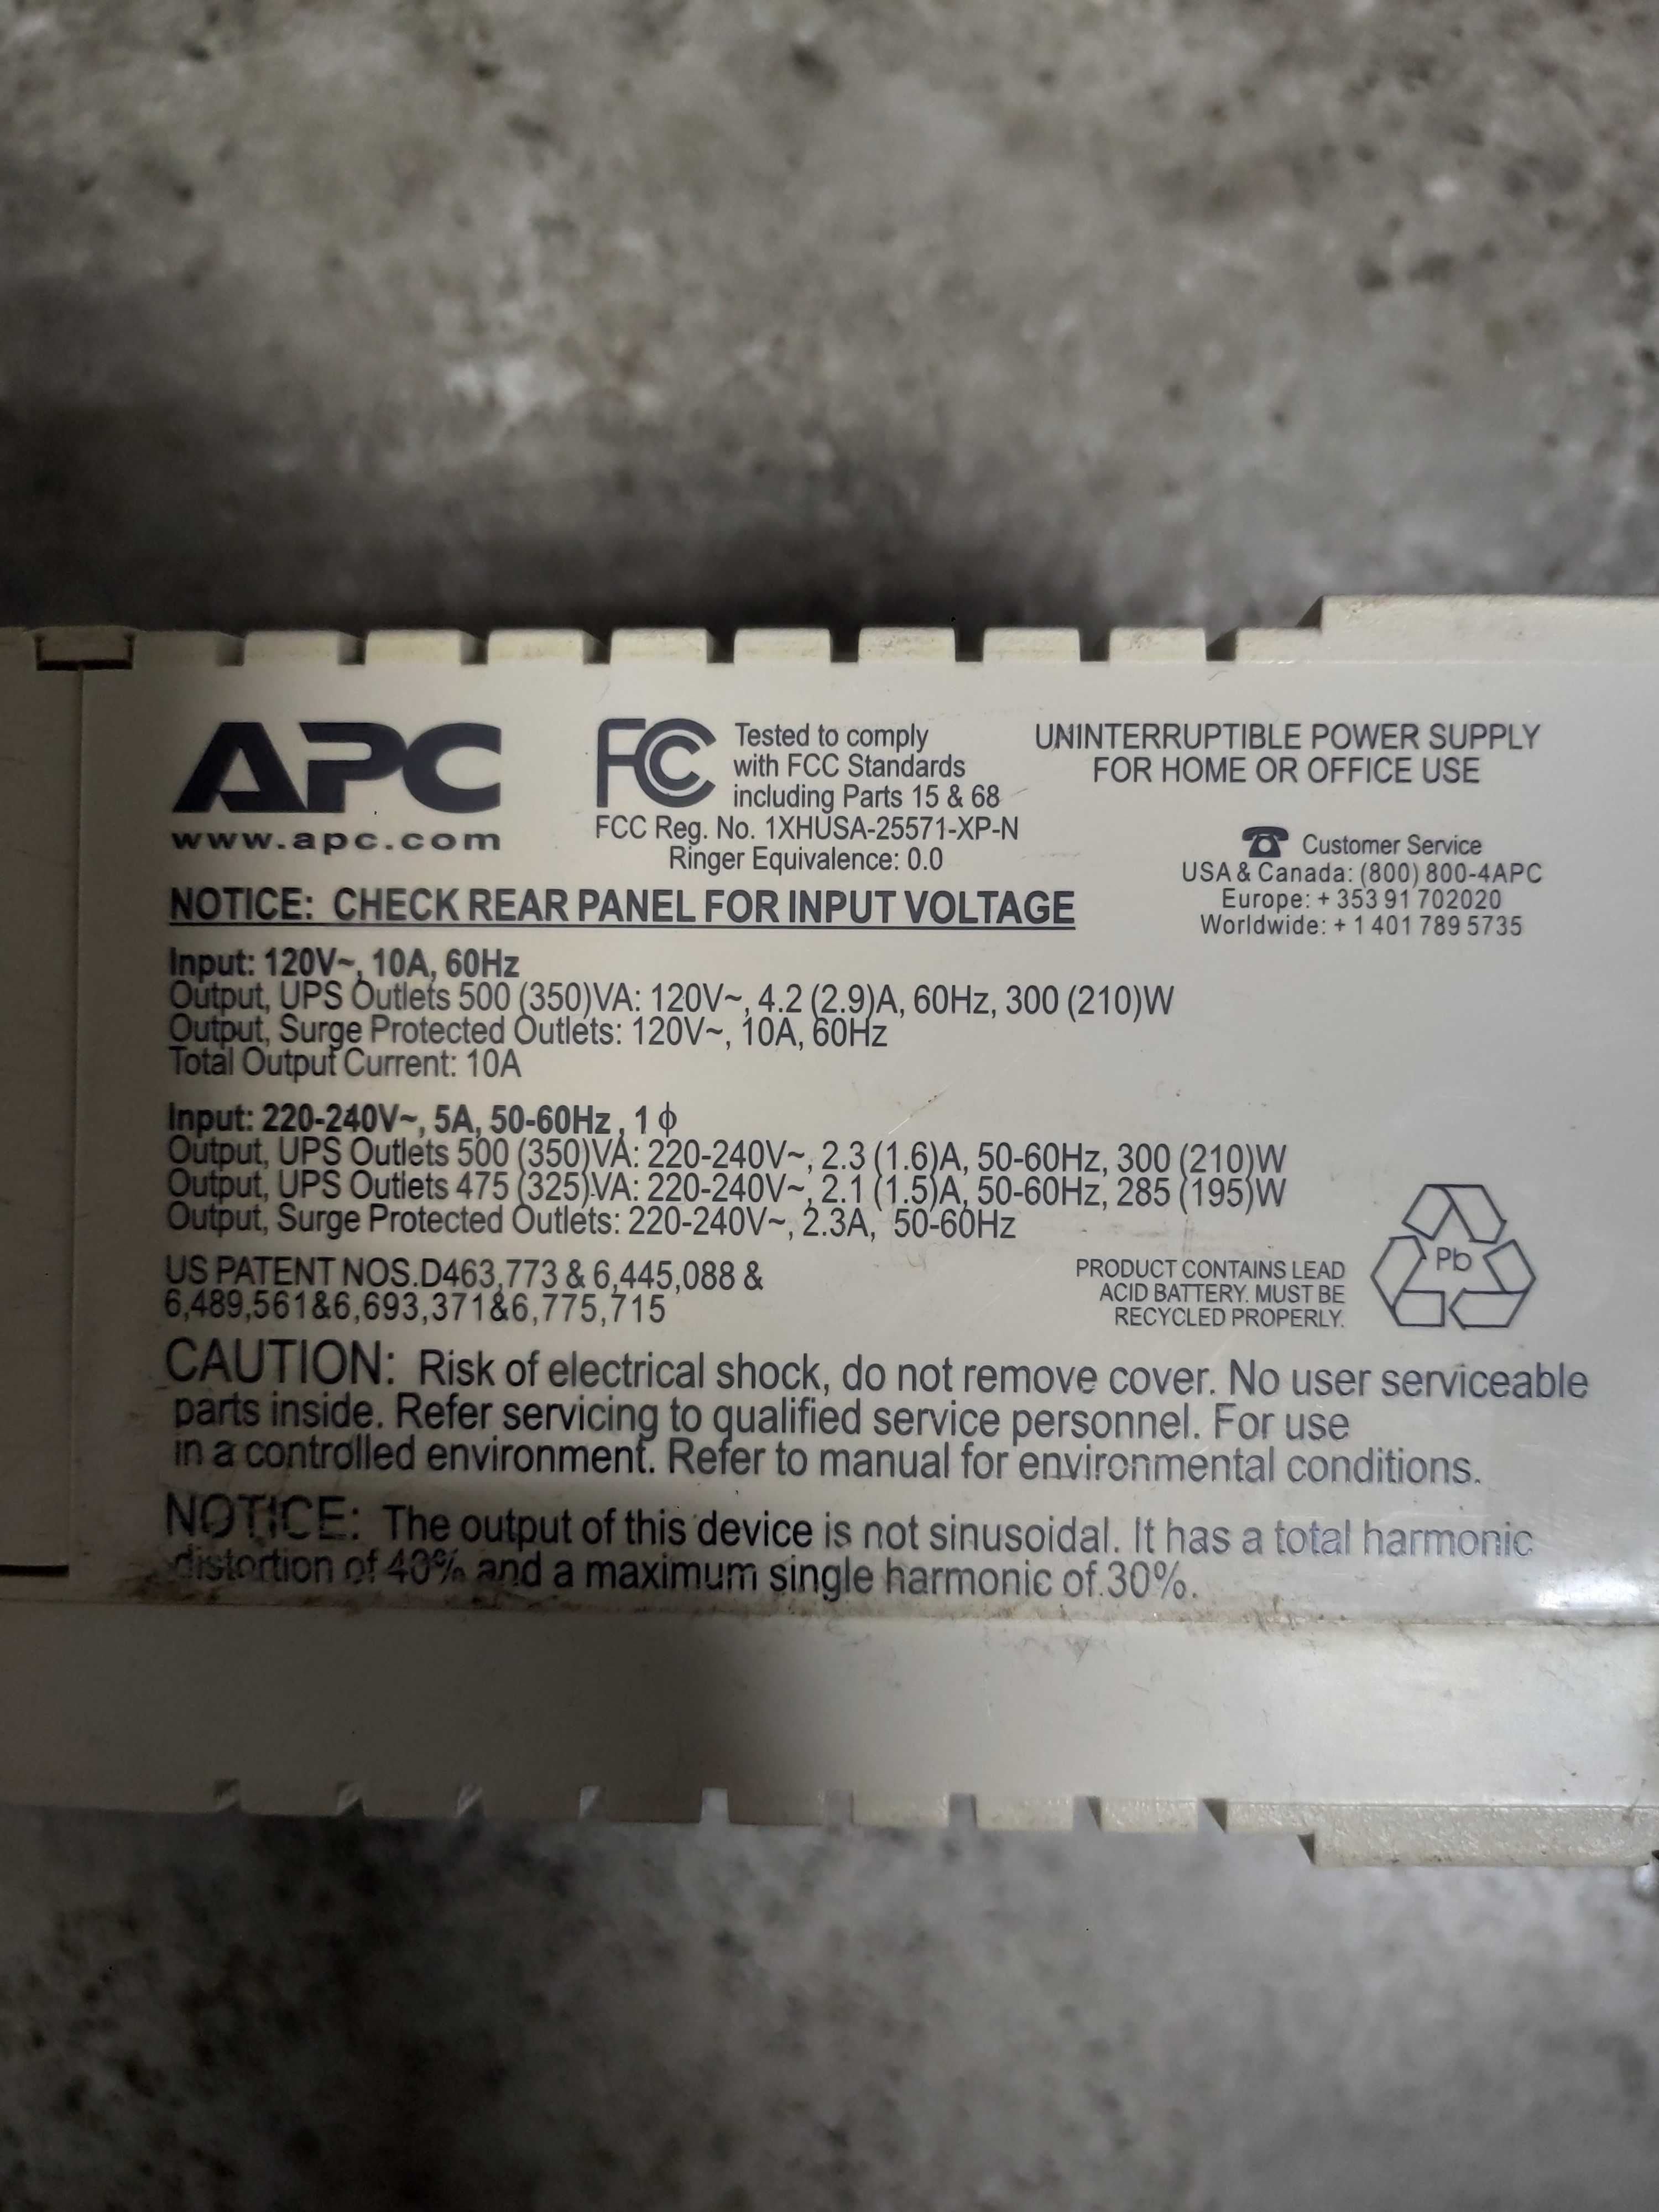 APC
www.apc.com
FC Tested to comply
with FCC Standards
including Parts 15 & 68
FCC Reg. No. 1XHUSA-25571-XP-N
Ringer Equivalence: 0.0
UNINTERRUPTIBLE POWER SUPPLY
FOR HOME OR OFFICE USE
Customer Service
USA & Canada: (800) 800-4APC
Europe: + 353 91 702020
Worldwide: + 1 401 789 5735
NOTICE: CHECK REAR PANEL FOR INPUT VOLTAGE
Input: 120V~, 10A, 60Hz
Output, UPS Outlets 500 (350)VA: 120V~, 4.2 (2.9)A, 60Hz, 300 (210)W
Output, Surge Protected Outlets: 120V~, 10A, 60Hz
Total Output Current: 10A
Input: 220-240V~, 5A, 50-60Hz, 1 ϕ
Output, UPS Outlets 500 (350)VA: 220-240V~, 2.3 (1.6)A, 50-60Hz, 300 (210)W
Output, UPS Outlets 475 (325)VA: 220-240V~, 2.1 (1.5)A, 50-60Hz, 285 (195)W
Output, Surge Protected Outlets: 220-240V~, 2.3A, 50-60Hz
US PATENT NOS.D463,773 & 6,445,088 &
6,489,561&6,693,371&6,775,715
PRODUCT CONTAINS LEAD
ACID BATTERY. MUST BE
RECYCLED PROPERLY.
Pb
CAUTION: Risk of electrical shock, do not remove cover. No user serviceable
parts inside. Refer servicing to qualified service personnel. For use
in a controlled environment. Refer to manual for environmental conditions.
NOTICE: The output of this device is not sinusoidal. It has a total harmonic
distortion of 40% and a maximum single harmonic of 30%.